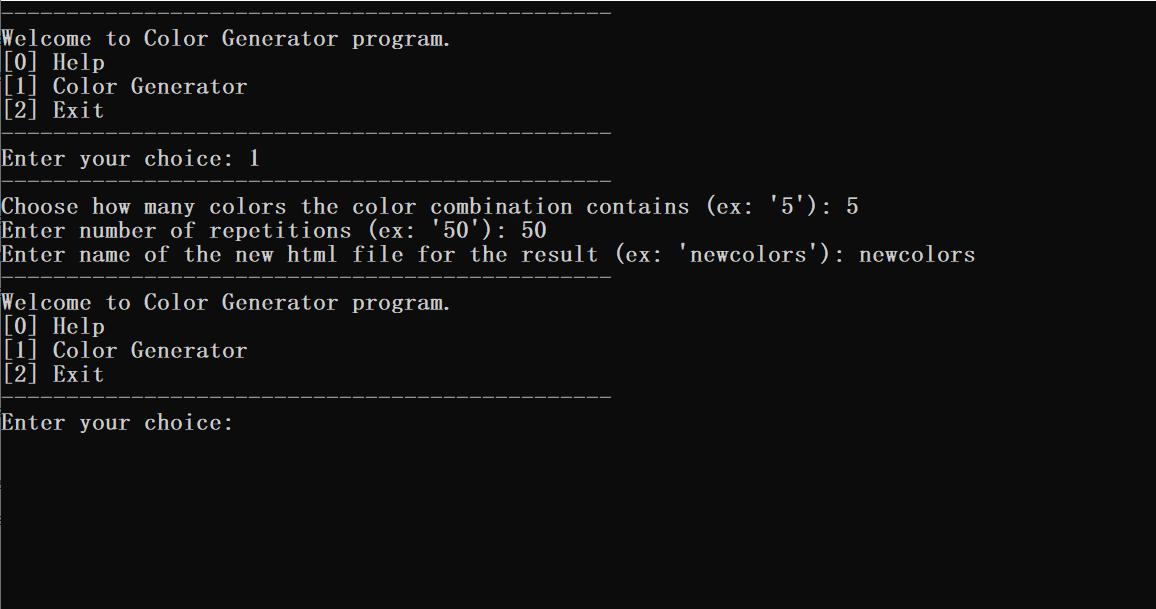 -----------------------------------------------
Welcome to Color Generator program.
[0] Help
[1] Color Generator
[2] Exit
-----------------------------------------------
Enter your choice: 1
-----------------------------------------------
Choose how many colors the color combination contains (ex: '5'): 5
Enter number of repetitions (ex: '50'): 50
Enter name of the new html file for the result (ex: 'newcolors'): newcolors
-----------------------------------------------
Welcome to Color Generator program.
[0] Help
[1] Color Generator
[2] Exit
-----------------------------------------------
Enter your choice: